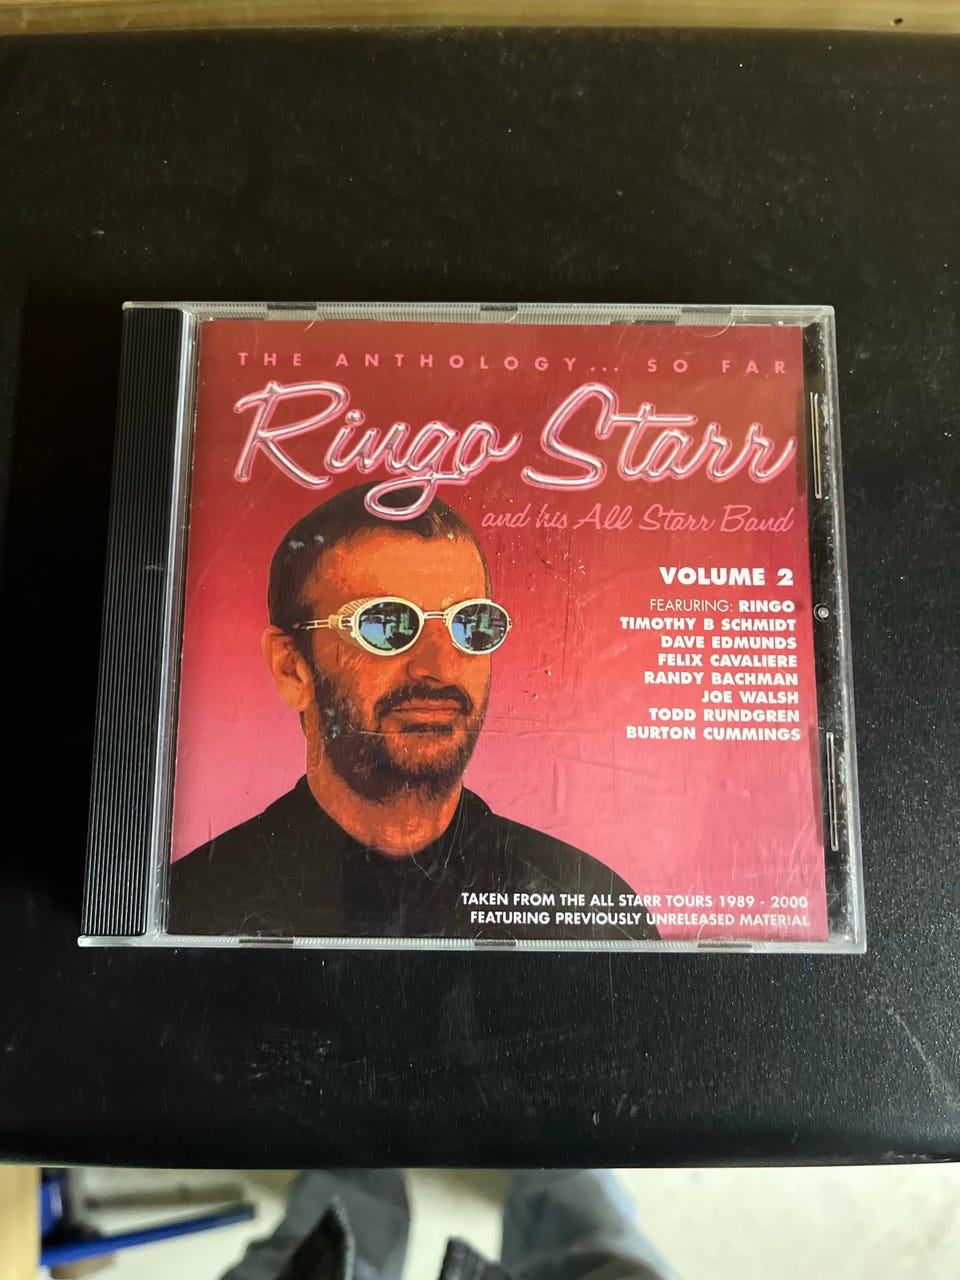 THE ANTHOLOGY... SO FAR
Ringo Starr
and his All Starr Band
VOLUME 2
FEARURING: RINGO
TIMOTHY B SCHMIDT
DAVE EDMUNDS
FELIX CAVALIERE
RANDY BACHMAN
JOE WALSH
TODD RUNDGREN
BURTON CUMMINGS
TAKEN FROM THE ALL STARR TOURS 1989 - 2000
FEATURING PREVIOUSLY UNRELEASED MATERIAL